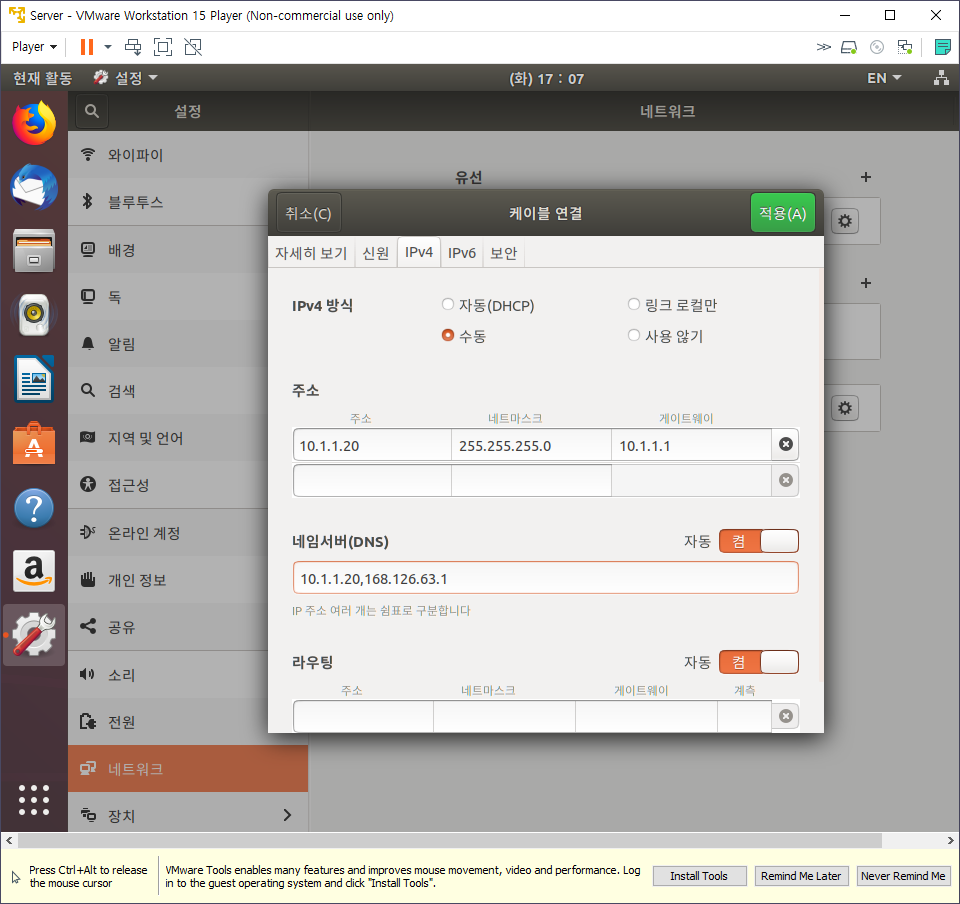 Server - VMware Workstation 15 Player (Non-commercial use only)
Player
현재 활동
설정
(화) 17 : 07
EN
설정
네트워크
와이파이
블루투스
배경
독
알림
검색
지역 및 언어
접근성
온라인 계정
개인 정보
공유
소리
전원
네트워크
장치
유선
취소(C)
케이블 연결
적용(A)
자세히 보기 신원 IPv4 IPv6 보안
IPv4 방식
자동(DHCP)
링크 로컬만
수동
사용 않기
주소
주소 네트마스크 게이트웨이
10.1.1.20 255.255.255.0 10.1.1.1
네임서버(DNS)
자동 켬
10.1.1.20,168.126.63.1
IP 주소 여러 개는 쉼표로 구분합니다
라우팅
자동 켬
주소 네트마스크 게이트웨이 계측
a
Press Ctrl+Alt to release
the mouse cursor
VMware Tools enables many features and improves mouse movement, video and performance. Log
in to the guest operating system and click "Install Tools".
Install Tools
Remind Me Later
Never Remind Me